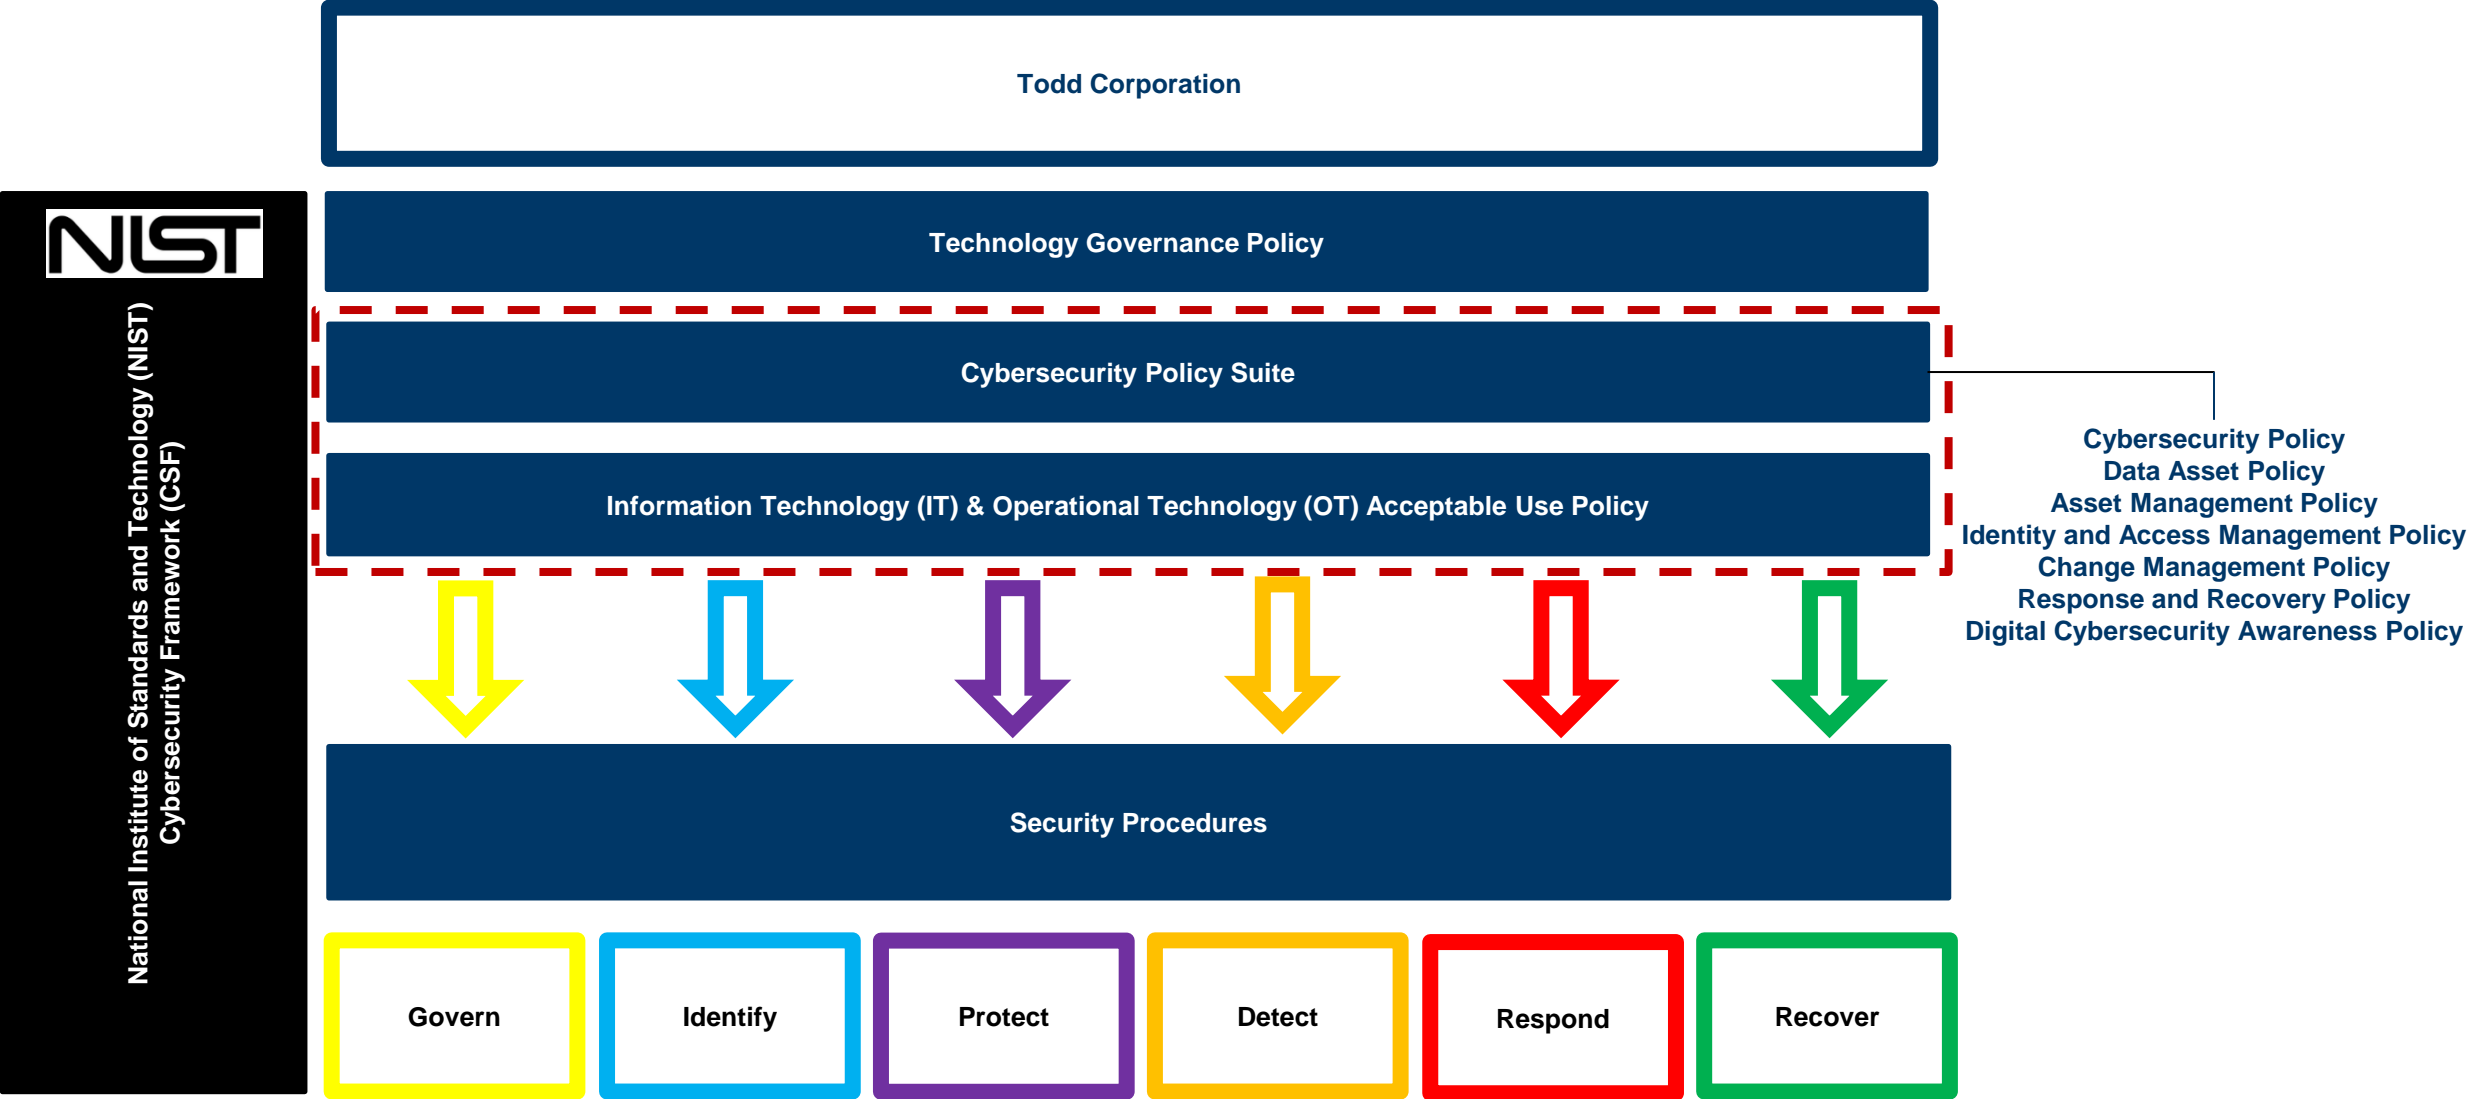 Todd Corporation
NIST
National Institute of Standards and Technology (NIST)
Cybersecurity Framework (CSF)
Technology Governance Policy
Cybersecurity Policy Suite
Information Technology (IT) & Operational Technology (OT) Acceptable Use Policy
Cybersecurity Policy
Data Asset Policy
Asset Management Policy
Identity and Access Management Policy
Change Management Policy
Response and Recovery Policy
Digital Cybersecurity Awareness Policy
Security Procedures
Govern
Identify
Protect
Detect
Respond
Recover